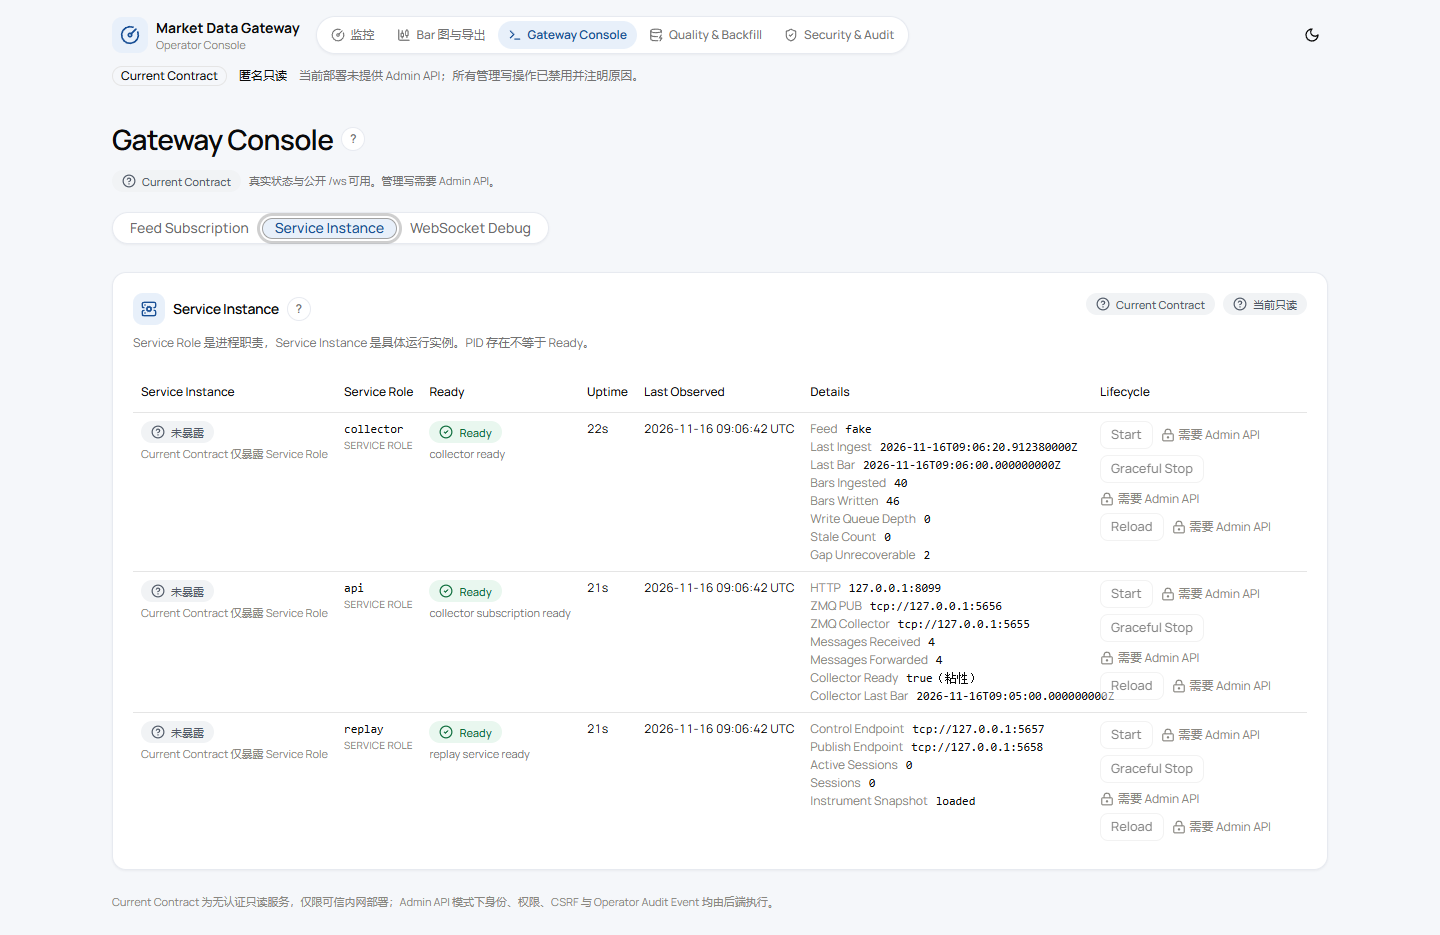 Market Data Gateway
Operator Console
监控
Bar 图与导出
Gateway Console
Quality & Backfill
Security & Audit
Current Contract
匿名只读
当前部署未提供 Admin API；所有管理写操作已禁用并注明原因。
Gateway Console ?
Current Contract
真实状态与公开 /ws 可用。管理写需要 Admin API。
Feed Subscription
Service Instance
WebSocket Debug
Service Instance ?
Current Contract
当前只读
Service Role 是进程职责，Service Instance 是具体运行实例。PID 存在不等于 Ready。
Service Instance Service Role Ready Uptime Last Observed Details Lifecycle
未暴露
Current Contract 仅暴露 Service Role
collector
SERVICE ROLE
Ready
collector ready
22s
2026-11-16 09:06:42 UTC
Feed fake
Last Ingest 2026-11-16T09:06:20.912380000Z
Last Bar 2026-11-16T09:06:00.000000000Z
Bars Ingested 40
Bars Written 46
Write Queue Depth 0
Stale Count 0
Gap Unrecoverable 2
Start 需要 Admin API
Graceful Stop
需要 Admin API
Reload 需要 Admin API
未暴露
Current Contract 仅暴露 Service Role
api
SERVICE ROLE
Ready
collector subscription ready
21s
2026-11-16 09:06:42 UTC
HTTP 127.0.0.1:8099
ZMQ PUB tcp://127.0.0.1:5656
ZMQ Collector tcp://127.0.0.1:5655
Messages Received 4
Messages Forwarded 4
Collector Ready true（粘性）
Collector Last Bar 2026-11-16T09:05:00.000000000Z
Start 需要 Admin API
Graceful Stop
需要 Admin API
Reload 需要 Admin API
未暴露
Current Contract 仅暴露 Service Role
replay
SERVICE ROLE
Ready
replay service ready
21s
2026-11-16 09:06:42 UTC
Control Endpoint tcp://127.0.0.1:5657
Publish Endpoint tcp://127.0.0.1:5658
Active Sessions 0
Sessions 0
Instrument Snapshot loaded
Start 需要 Admin API
Graceful Stop
需要 Admin API
Reload 需要 Admin API
Current Contract 为无认证只读服务，仅限可信内网部署；Admin API 模式下身份、权限、CSRF 与 Operator Audit Event 均由后端执行。